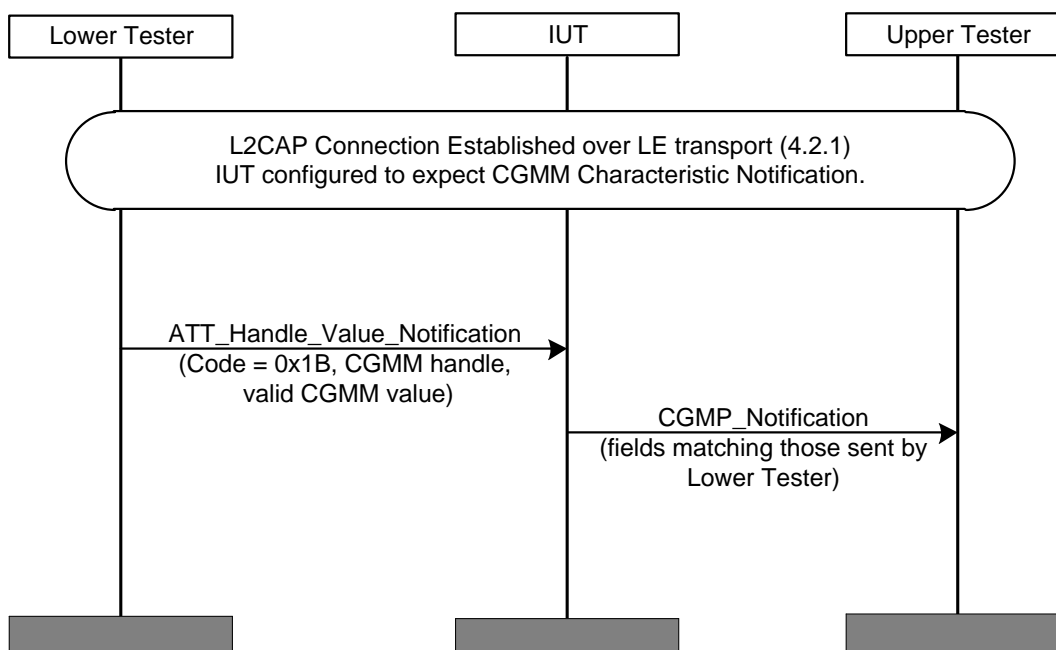 Lower Tester
IUT
Upper Tester
L2CAP Connection Established over LE transport (4.2.1)
IUT configured to expect CGMM Characteristic Notification.
ATT_Handle_Value_Notification
(Code = 0x1B, CGMM handle,
valid CGMM value)
CGMP_Notification
(fields matching those sent by
Lower Tester)